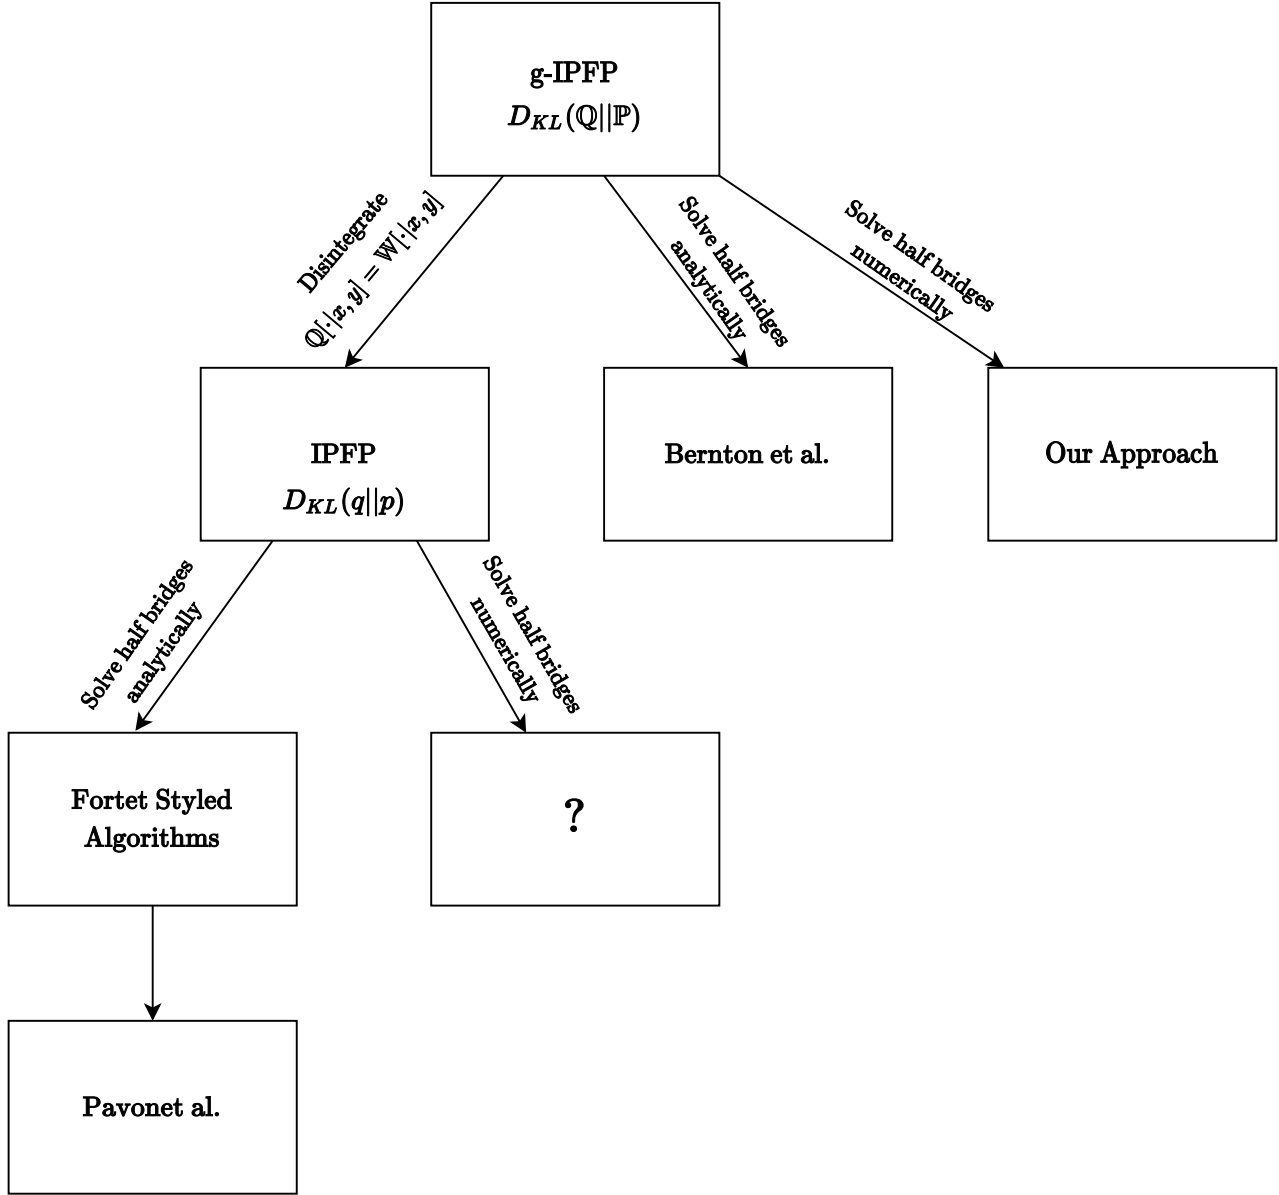 g-IPFP
D_{KL}(ℚ||ℙ)
Disintegrate
ℚ[·|x, y] = 𝕎[·|x, y]
Solve half bridges
analytically
Solve half bridges
numerically
IPFP
D_{KL}(q||p)
Bernton et al.
Our Approach
Solve half bridges
analytically
Solve half bridges
numerically
Fortet Styled
Algorithms
?
Pavonet al.